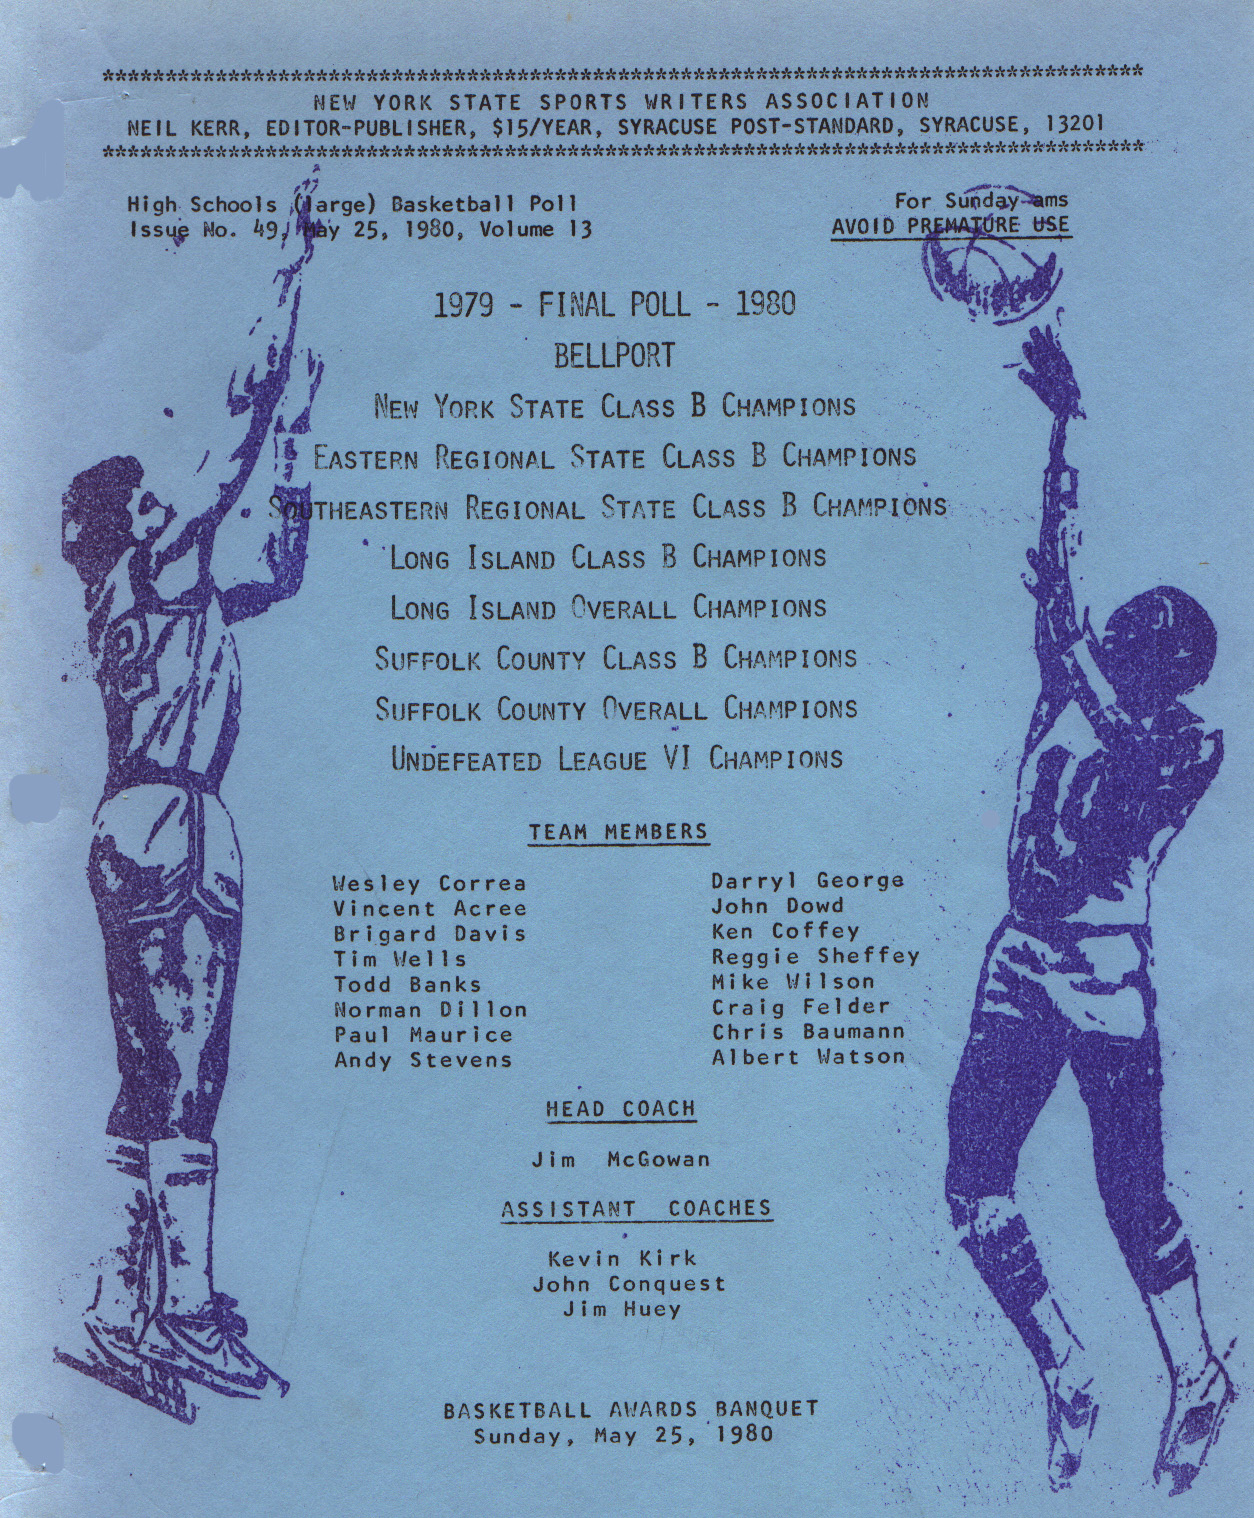 ********************************************************************************
NEW YORK STATE SPORTS WRITERS ASSOCIATION
NEIL KERR, EDITOR-PUBLISHER, $15/YEAR, SYRACUSE POST-STANDARD, SYRACUSE, 13201
********************************************************************************
High Schools (large) Basketball Poll
For Sunday ams
Issue No. 49, May 25, 1980, Volume 13
AVOID PREMATURE USE
1979 - FINAL POLL - 1980
BELLPORT
NEW YORK STATE CLASS B CHAMPIONS
EASTERN REGIONAL STATE CLASS B CHAMPIONS
SOUTHEASTERN REGIONAL STATE CLASS B CHAMPIONS
LONG ISLAND CLASS B CHAMPIONS
LONG ISLAND OVERALL CHAMPIONS
SUFFOLK COUNTY CLASS B CHAMPIONS
SUFFOLK COUNTY OVERALL CHAMPIONS
UNDEFEATED LEAGUE VI CHAMPIONS
TEAM MEMBERS
Wesley Correa
Vincent Acree
Brigard Davis
Tim Wells
Todd Banks
Norman Dillon
Paul Maurice
Andy Stevens
Darryl George
John Dowd
Ken Coffey
Reggie Sheffey
Mike Wilson
Craig Felder
Chris Baumann
Albert Watson
HEAD COACH
Jim McGowan
ASSISTANT COACHES
Kevin Kirk
John Conquest
Jim Huey
BASKETBALL AWARDS BANQUET
Sunday, May 25, 1980